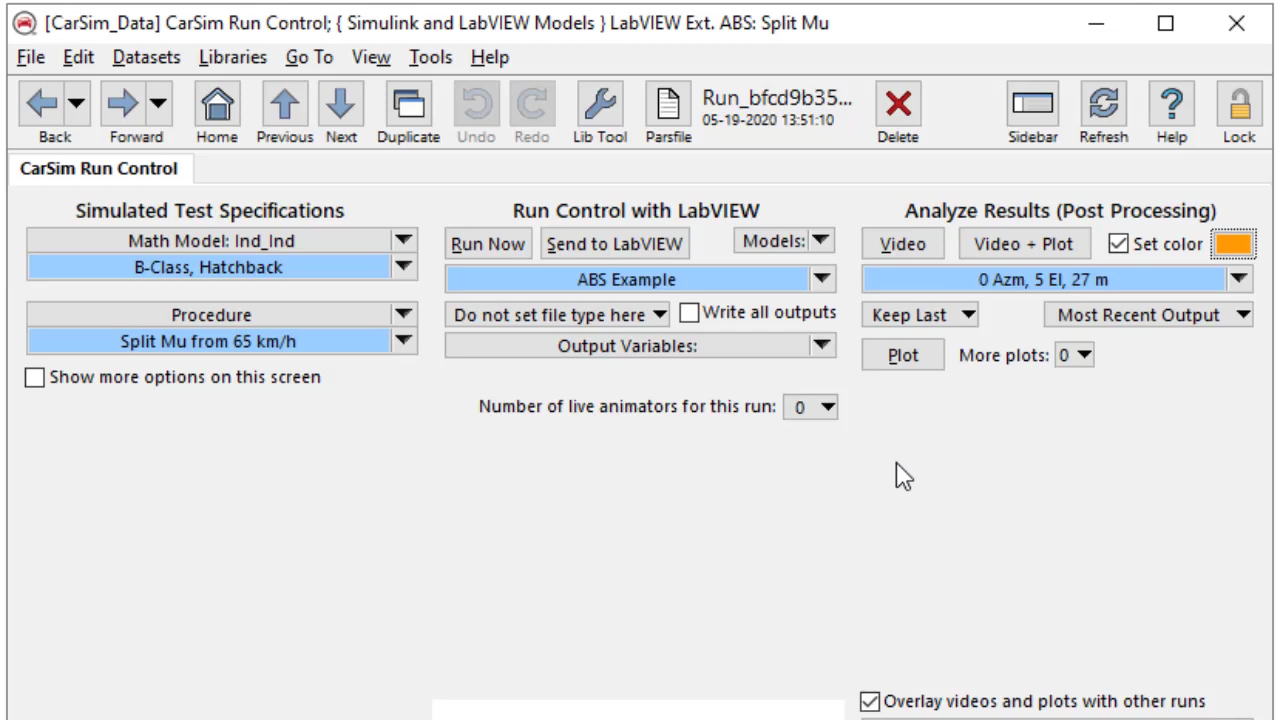 [CarSim_Data] CarSim Run Control; { Simulink and LabVIEW Models } LabVIEW Ext. ABS: Split Mu
File Edit Datasets Libraries Go To View Tools Help
Back Forward Home Previous Next Duplicate Undo Redo Lib Tool Parsfile Run_bfcd9b35... Delete Sidebar Refresh Help Lock
05-19-2020 13:51:10
CarSim Run Control
Simulated Test Specifications
Math Model: Ind_Ind
B-Class, Hatchback
Procedure
Split Mu from 65 km/h
Show more options on this screen
Run Control with LabVIEW
Run Now Send to LabVIEW Models:
ABS Example
Do not set file type here Write all outputs
Output Variables:
Number of live animators for this run: 0
Analyze Results (Post Processing)
Video Video + Plot Set color
0 Azm, 5 El, 27 m
Keep Last Most Recent Output
Plot More plots: 0
Overlay videos and plots with other runs